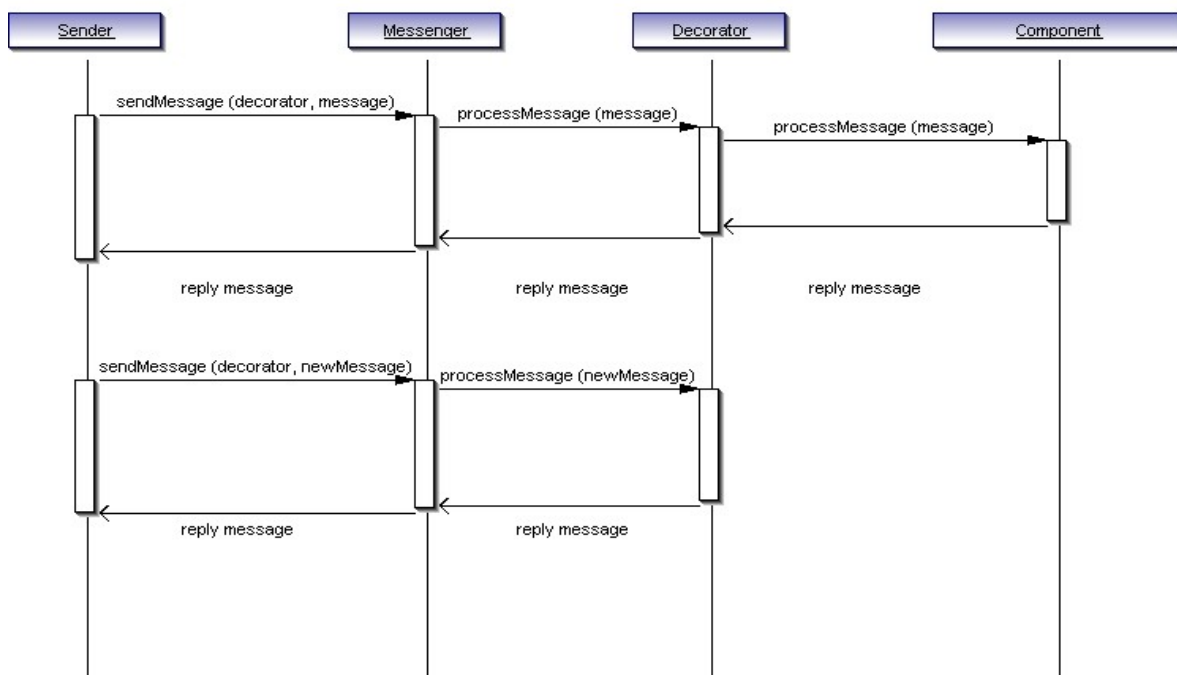 Sender
Messenger
Decorator
Component
sendMessage (decorator, message)
processMessage (message)
processMessage (message)
reply message
reply message
reply message
sendMessage (decorator, newMessage)
processMessage (newMessage)
reply message
reply message